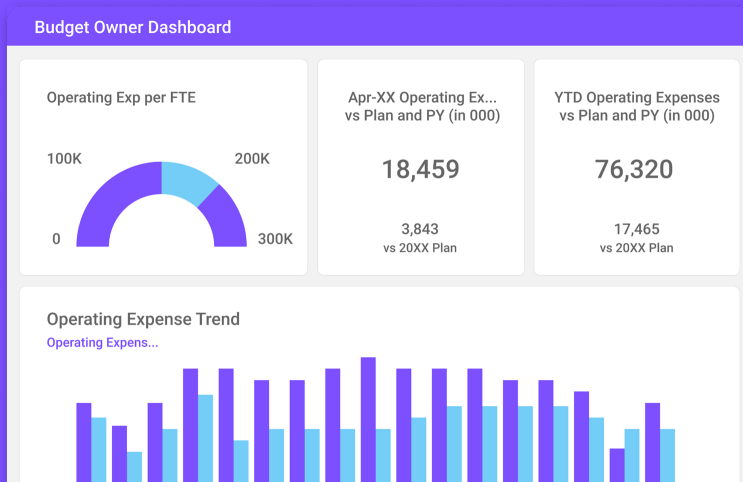 Budget Owner Dashboard
Operating Exp per FTE
100K
200K
0
300K
Apr-XX Operating Ex...
vs Plan and PY (in 000)
18,459
3,843
vs 20XX Plan
YTD Operating Expenses
vs Plan and PY (in 000)
76,320
17,465
vs 20XX Plan
Operating Expense Trend
Operating Expens...